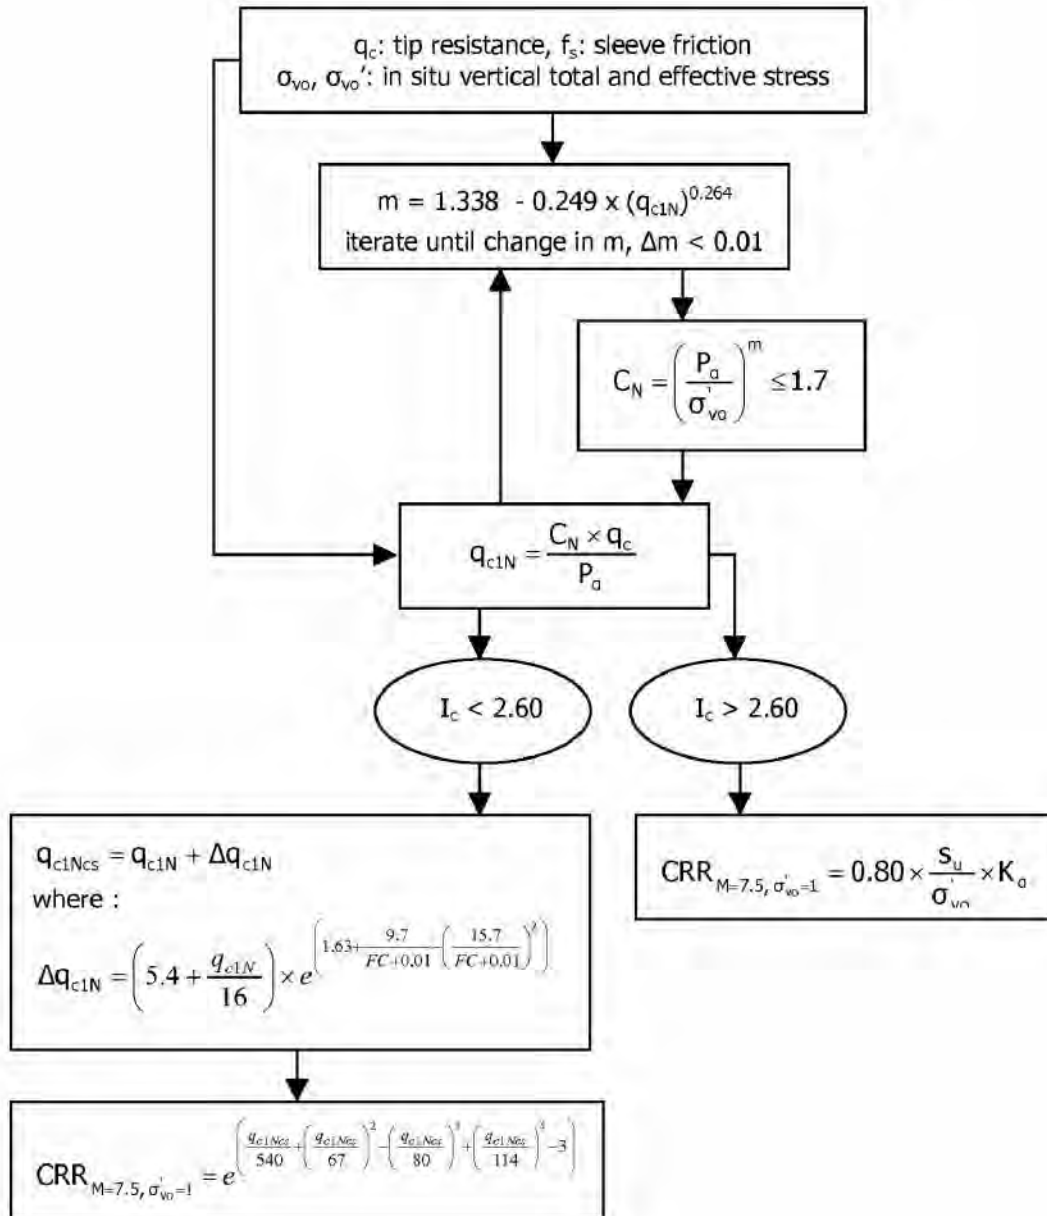 q_c: tip resistance, f_s: sleeve friction
σ_vo, σ_vo': in situ vertical total and effective stress
m = 1.338 - 0.249 x (q_c1N)^0.264
iterate until change in m, Δm < 0.01
C_N = (P_a / σ'_vo)^m ≤ 1.7
q_c1N = (C_N × q_c) / P_a
I_c < 2.60
I_c > 2.60
q_c1Ncs = q_c1N + Δq_c1N
where :
Δq_c1N = (5.4 + q_c1N / 16) × e^(1.63 + 9.7 / (FC+0.01) - (15.7 / (FC+0.01))^2)
CRR_M=7.5, σ'_vo=1 = 0.80 × s_u / σ'_vo × K_α
CRR_M=7.5, σ'_vo=1 = e^(q_c1Ncs / 540 + (q_c1Ncs / 67)^2 - (q_c1Ncs / 80)^3 + (q_c1Ncs / 114) - 3)